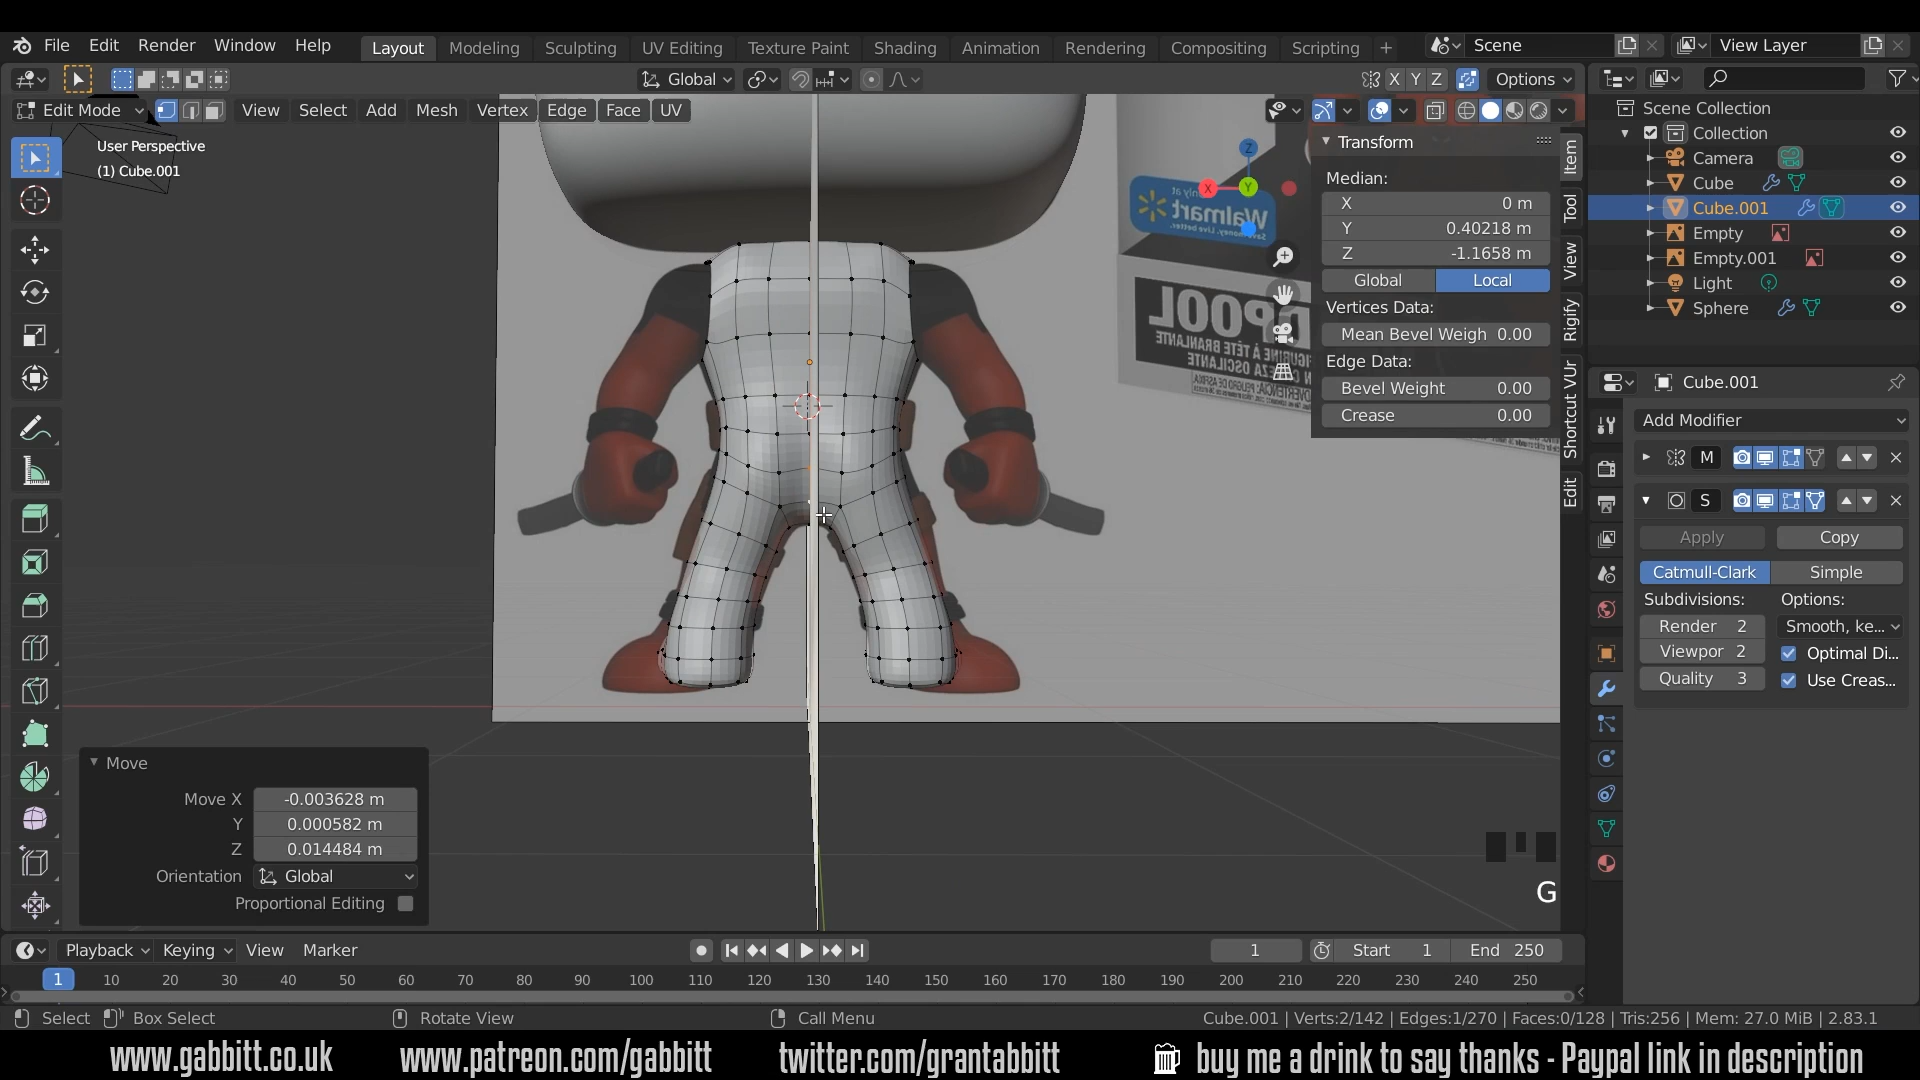 File Edit Render Window Help Layout Modeling Sculpting UV Editing Texture Paint Shading Animation Rendering Compositing Scripting + Scene View Layer
Global X Y Z Options
Edit Mode View Select Add Mesh Vertex Edge Face UV
User Perspective
(1) Cube.001
Z
X
Y
only at
Walmart
Save money. Live better.
Transform
Median:
X 0 m
Y 0.40218 m
Z -1.1658 m
Global Local
Vertices Data:
Mean Bevel Weigh 0.00
Edge Data:
Bevel Weight 0.00
Crease 0.00
Item
Tool
View
Rigify
Shortcut VUr
Edit
Scene Collection
Collection
Camera
Cube
Cube.001
Empty
Empty.001
Light
Sphere
Cube.001
Add Modifier
M
S
Apply Copy
Catmull-Clark Simple
Subdivisions: Options:
Render 2 Smooth, ke...
Viewpor 2 Optimal Di...
Quality 3 Use Creas...
Move
Move X -0.003628 m
Y 0.000582 m
Z 0.014484 m
Orientation Global
Proportional Editing
G
Playback Keying View Marker 1 Start 1 End 250
1 10 20 30 40 50 60 70 80 90 100 110 120 130 140 150 160 170 180 190 200 210 220 230 240 250
Select Box Select Rotate View Call Menu Cube.001 | Verts:2/142 | Edges:1/270 | Faces:0/128 | Tris:256 | Mem: 27.0 MiB | 2.83.1
www.gabbitt.co.uk www.patreon.com/gabbitt twitter.com/grantabbitt buy me a drink to say thanks - Paypal link in description